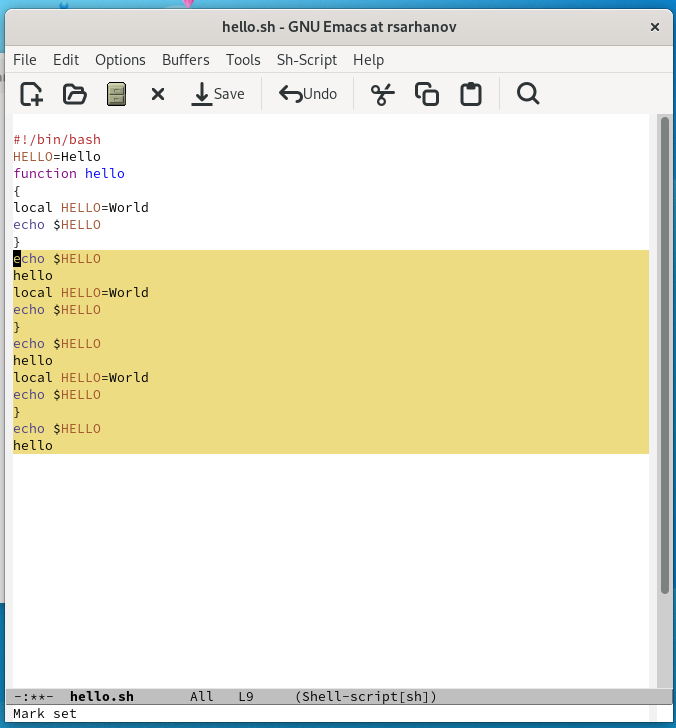 hello.sh - GNU Emacs at rsarhanov
File Edit Options Buffers Tools Sh-Script Help
Save Undo
#!/bin/bash
HELLO=Hello
function hello
{
local HELLO=World
echo $HELLO
}
echo $HELLO
hello
local HELLO=World
echo $HELLO
}
echo $HELLO
hello
local HELLO=World
echo $HELLO
}
echo $HELLO
hello
-:**- hello.sh All L9 (Shell-script[sh])
Mark set